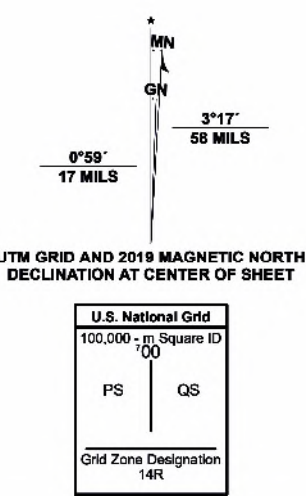 *
MN
GN
3°17´
58 MILS
0°59´
17 MILS
UTM GRID AND 2019 MAGNETIC NORTH
DECLINATION AT CENTER OF SHEET
U.S. National Grid
100,000 - m Square ID
⁷00
PS QS
Grid Zone Designation
14R